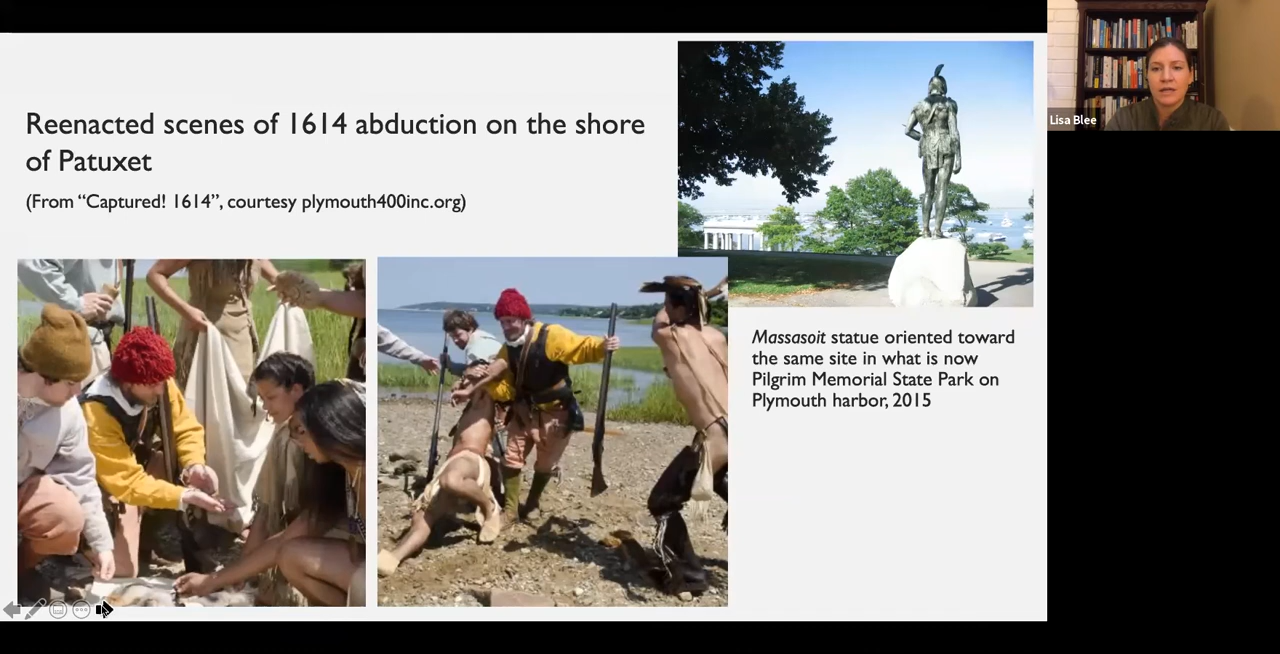 Reenacted scenes of 1614 abduction on the shore
of Patuxet
(From “Captured! 1614”, courtesy plymouth400inc.org)
Massasoit statue oriented toward
the same site in what is now
Pilgrim Memorial State Park on
Plymouth harbor, 2015
Lisa Blee